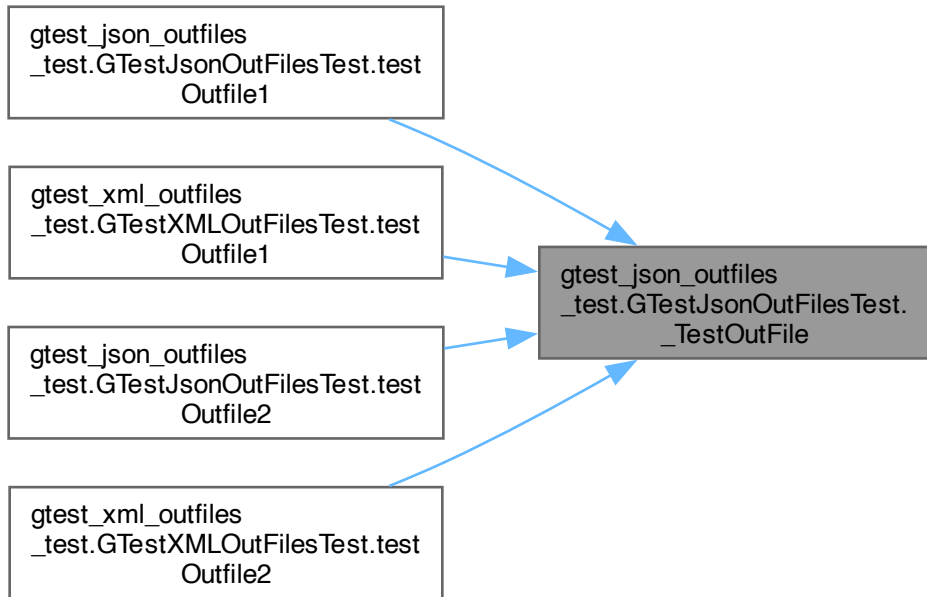 gtest_json_outfiles
_test.GTestJsonOutFilesTest.test
Outfile1
gtest_xml_outfiles
_test.GTestXMLOutFilesTest.test
Outfile1
gtest_json_outfiles
_test.GTestJsonOutFilesTest.test
Outfile2
gtest_xml_outfiles
_test.GTestXMLOutFilesTest.test
Outfile2
gtest_json_outfiles
_test.GTestJsonOutFilesTest.
_TestOutFile